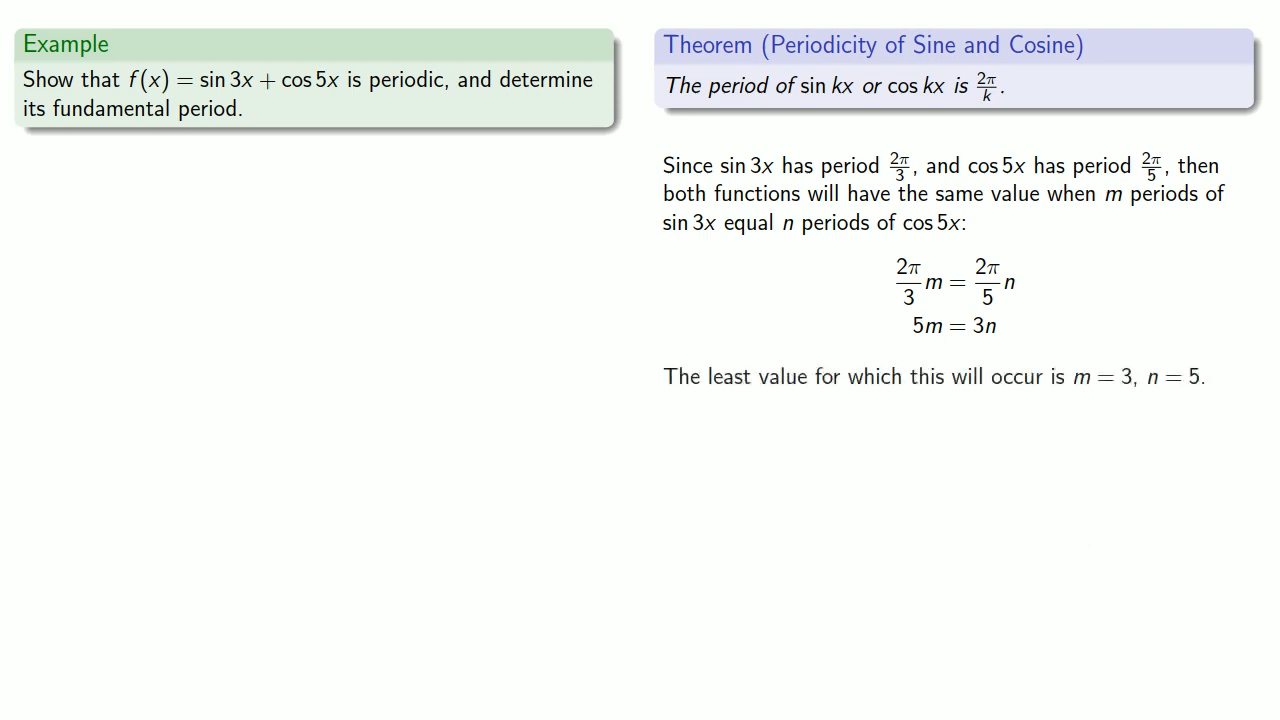 Example
Show that f(x) = sin 3x + cos 5x is periodic, and determine
its fundamental period.
Theorem (Periodicity of Sine and Cosine)
The period of sin kx or cos kx is 2π/k.
Since sin 3x has period 2π/3, and cos 5x has period 2π/5, then
both functions will have the same value when m periods of
sin 3x equal n periods of cos 5x:
2π/3 m = 2π/5 n
5m = 3n
The least value for which this will occur is m = 3, n = 5.